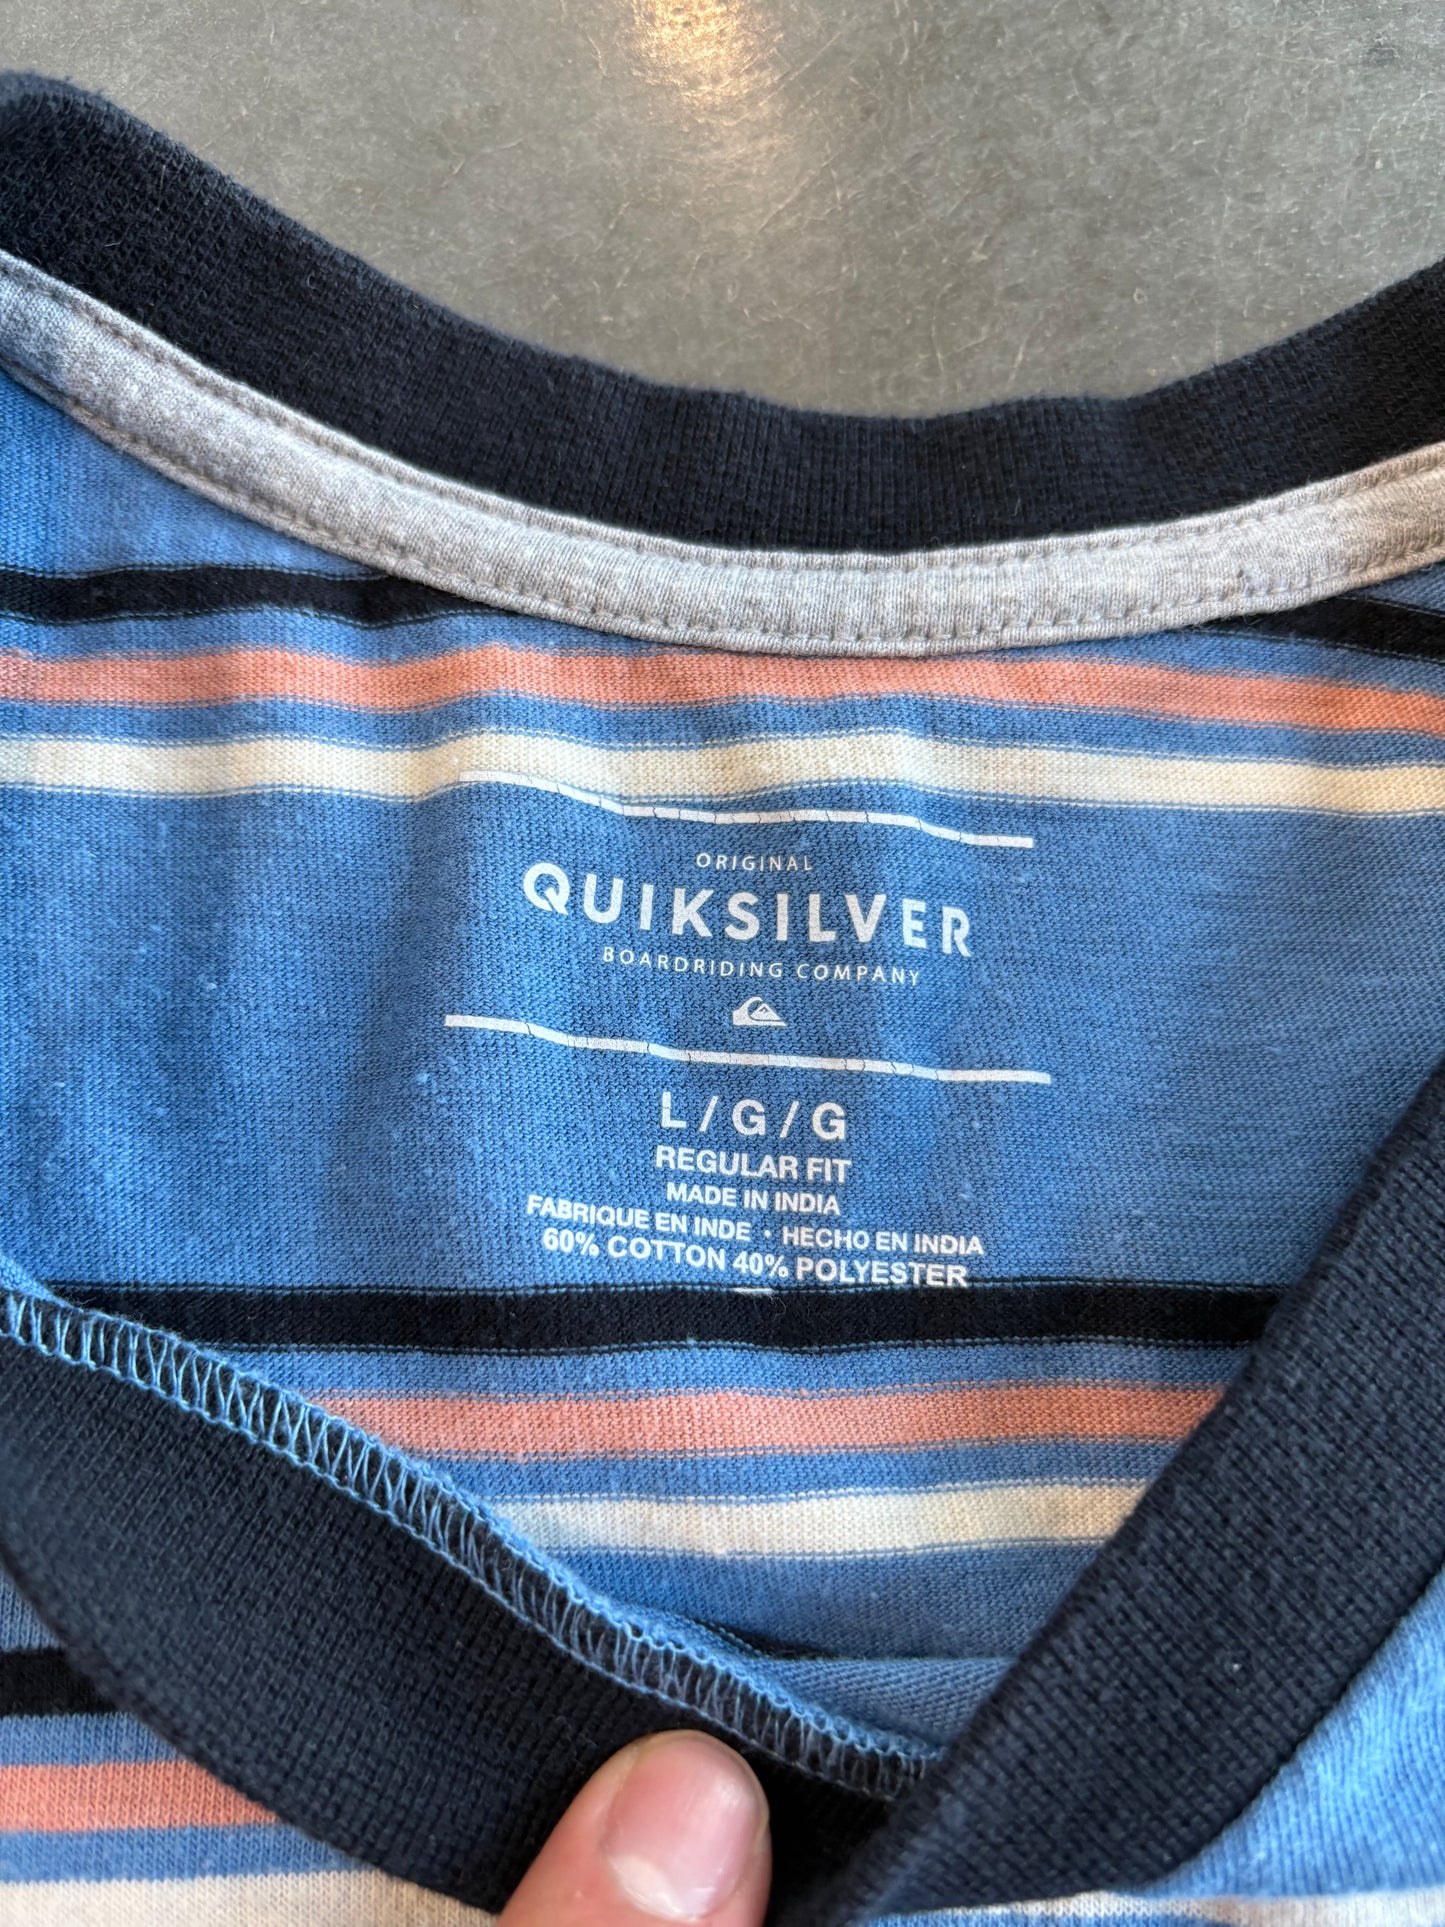 ORIGINAL
QUIKSILVER
BOARDRIDING COMPANY
L / G / G
REGULAR FIT
MADE IN INDIA
FABRIQUE EN INDE • HECHO EN INDIA
60% COTTON 40% POLYESTER